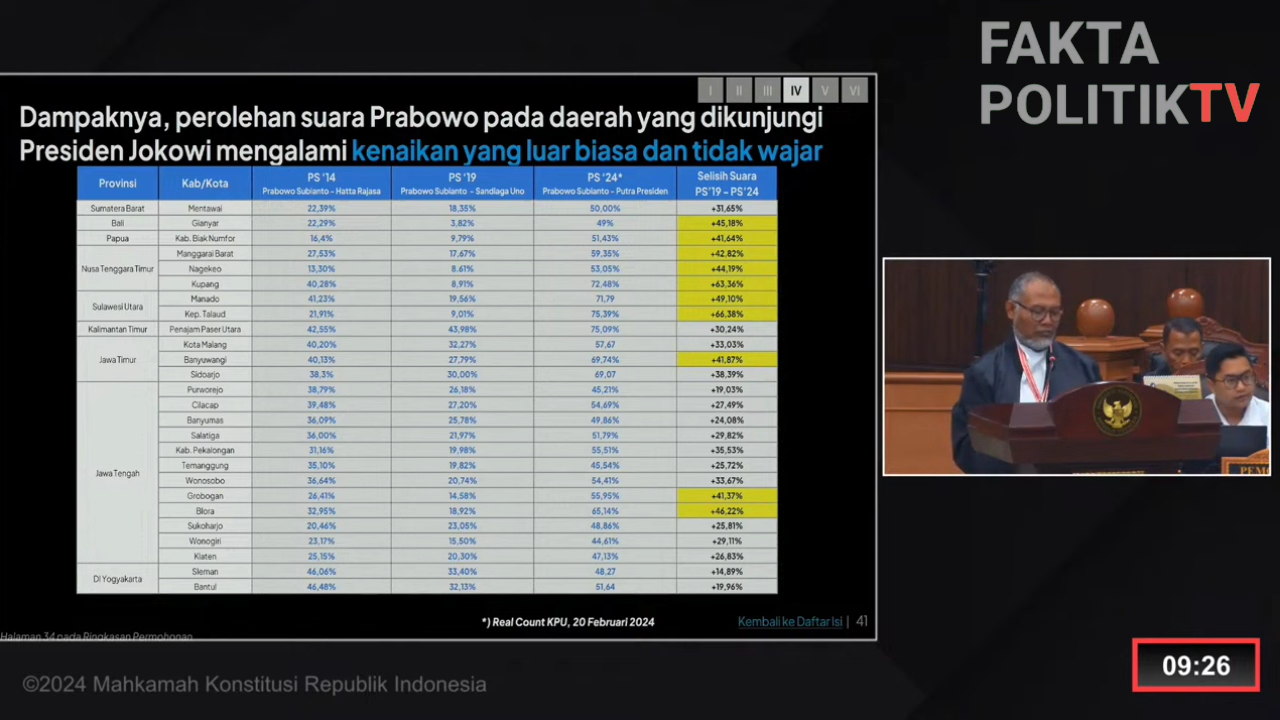 FAKTA
POLITIKTV
I II III IV V VI
Dampaknya, perolehan suara Prabowo pada daerah yang dikunjungi
Presiden Jokowi mengalami kenaikan yang luar biasa dan tidak wajar
Provinsi Kab/Kota PS '14 Prabowo Subianto - Hatta Rajasa PS '19 Prabowo Subianto - Sandiaga Uno PS '24* Prabowo Subianto - Putra Presiden Selisih Suara PS'19 - PS'24
Sumatera Barat Mentawai 22,39% 18,35% 50,00% +31,65%
Bali Gianyar 22,29% 3,82% 49% +45,18%
Papua Kab. Biak Numfor 16,4% 9,79% 51,43% +41,64%
Nusa Tenggara Timur Manggarai Barat 27,53% 17,67% 59,35% +42,82%
Nagekeo 13,30% 8.61% 53,05% +44,19%
Kupang 40,28% 8,91% 72,48% +63,36%
Sulawesi Utara Manado 41,23% 19,56% 71,79 +49,10%
Kep. Talaud 21,91% 9,01% 75,39% +66,38%
Kalimantan Timur Penajam Paser Utara 42,55% 43,98% 75,09% +30,24%
Jawa Timur Kota Malang 40,20% 32,27% 57,67 +33,03%
Banyuwangi 40,13% 27,79% 69,74% +41,87%
Sidoarjo 38,3% 30,00% 69,07 +38,39%
Jawa Tengah Purworejo 38,79% 26,18% 45,21% +19,03%
Cilacap 39,48% 27,20% 54,69% +27,49%
Banyumas 36,09% 25,78% 49,86% +24,08%
Salatiga 36,00% 21,97% 51,79% +29,82%
Kab. Pekalongan 31,16% 19,98% 55,51% +35,53%
Temanggung 35,10% 19,82% 45,54% +25,72%
Wonosobo 36,64% 20,74% 54,41% +33,67%
Grobogan 26,41% 14.58% 55,95% +41,37%
Blora 32,95% 18,92% 65,14% +46,22%
Sukoharjo 20,46% 23,05% 48,86% +25,81%
Wonogiri 23,17% 15,50% 44,61% +29,11%
Klaten 25,15% 20,30% 47,13% +26,83%
DI Yogyakarta Sleman 46,06% 33,40% 48,27 +14,89%
Bantul 46,48% 32,13% 51,64 +19,96%
*) Real Count KPU, 20 Februari 2024
Kembali ke Daftar Isi | 41
Halaman 34 pada Ringkasan Permohonan
PEMO
09:26
©2024 Mahkamah Konstitusi Republik Indonesia